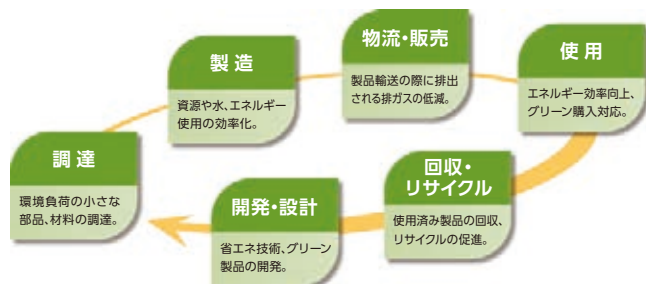 調達
環境負荷の小さな
部品、材料の調達。
製造
資源や水、エネルギー
使用の効率化。
物流・販売
製品輸送の際に排出
される排ガスの低減。
使用
エネルギー効率向上、
グリーン購入対応。
回収・
リサイクル
使用済み製品の回収、
リサイクルの促進。
開発・設計
省エネ技術、グリーン
製品の開発。